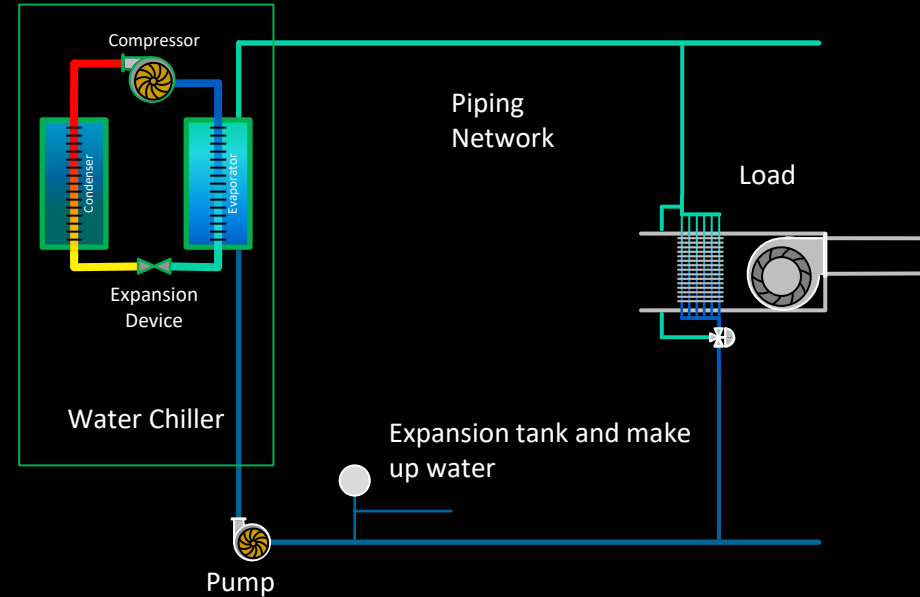 Compressor
Piping
Network
Load
Condenser
Evaporator
Expansion
Device
Water Chiller
Expansion tank and make
up water
Pump